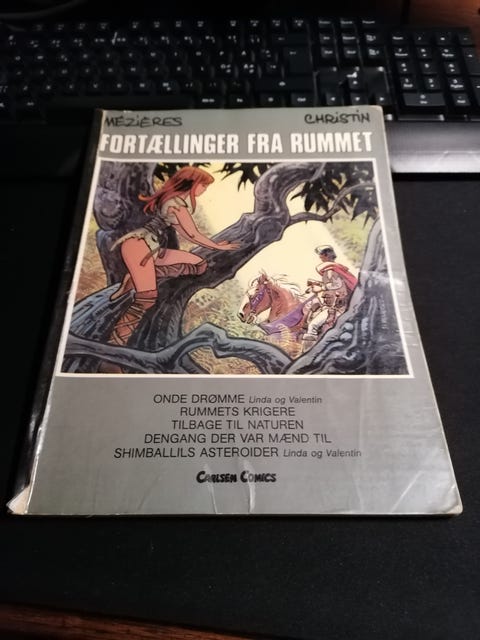 MÉZIÈRES CHRISTIN
FORTÆLLINGER FRA RUMMET
ONDE DRØMME Linda og Valentin
RUMMETS KRIGERE
TILBAGE TIL NATUREN
DENGANG DER VAR MÆND TIL
SHIMBALLILS ASTEROIDER Linda og Valentin
CARLSEN COMICS